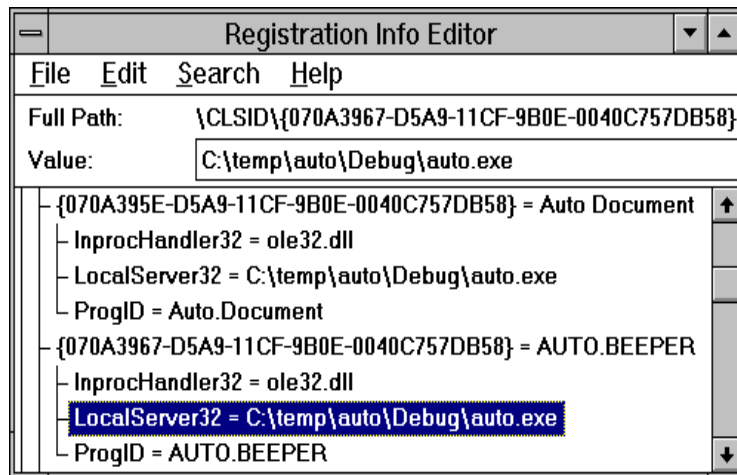 Registration Info Editor
File Edit Search Help
Full Path: \CLSID\{070A3967-D5A9-11CF-9B0E-0040C757DB58}
Value: C:\temp\auto\Debug\auto.exe
{070A395E-D5A9-11CF-9B0E-0040C757DB58} = Auto Document
InprocHandler32 = ole32.dll
LocalServer32 = C:\temp\auto\Debug\auto.exe
ProgID = Auto.Document
{070A3967-D5A9-11CF-9B0E-0040C757DB58} = AUTO.BEEPER
InprocHandler32 = ole32.dll
LocalServer32 = C:\temp\auto\Debug\auto.exe
ProgID = AUTO.BEEPER